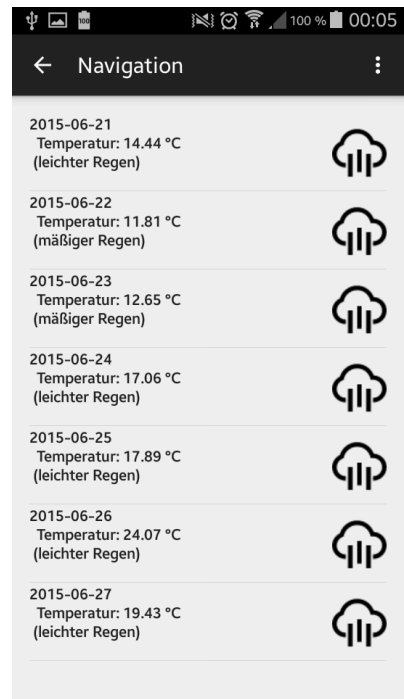 100
100 %
00:05
Navigation
2015-06-21
Temperatur: 14.44 °C
(leichter Regen)
2015-06-22
Temperatur: 11.81 °C
(mäßiger Regen)
2015-06-23
Temperatur: 12.65 °C
(mäßiger Regen)
2015-06-24
Temperatur: 17.06 °C
(leichter Regen)
2015-06-25
Temperatur: 17.89 °C
(leichter Regen)
2015-06-26
Temperatur: 24.07 °C
(leichter Regen)
2015-06-27
Temperatur: 19.43 °C
(leichter Regen)